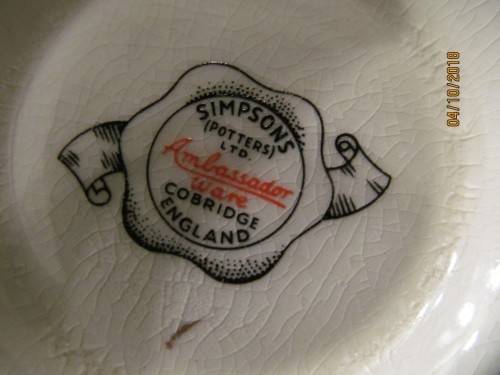 SIMPSONS
(POTTERS)
LTD.
Ambassador
Ware
COBRIDGE
ENGLAND
04/10/2018